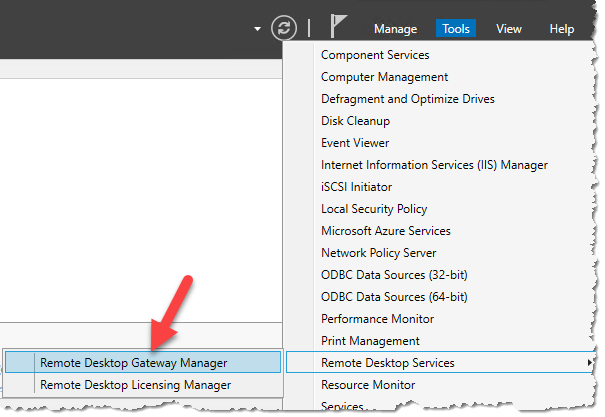 Manage Tools View Help
Component Services
Computer Management
Defragment and Optimize Drives
Disk Cleanup
Event Viewer
Internet Information Services (IIS) Manager
iSCSI Initiator
Local Security Policy
Microsoft Azure Services
Network Policy Server
ODBC Data Sources (32-bit)
ODBC Data Sources (64-bit)
Performance Monitor
Print Management
Remote Desktop Gateway Manager
Remote Desktop Services
Remote Desktop Licensing Manager
Resource Monitor
Services